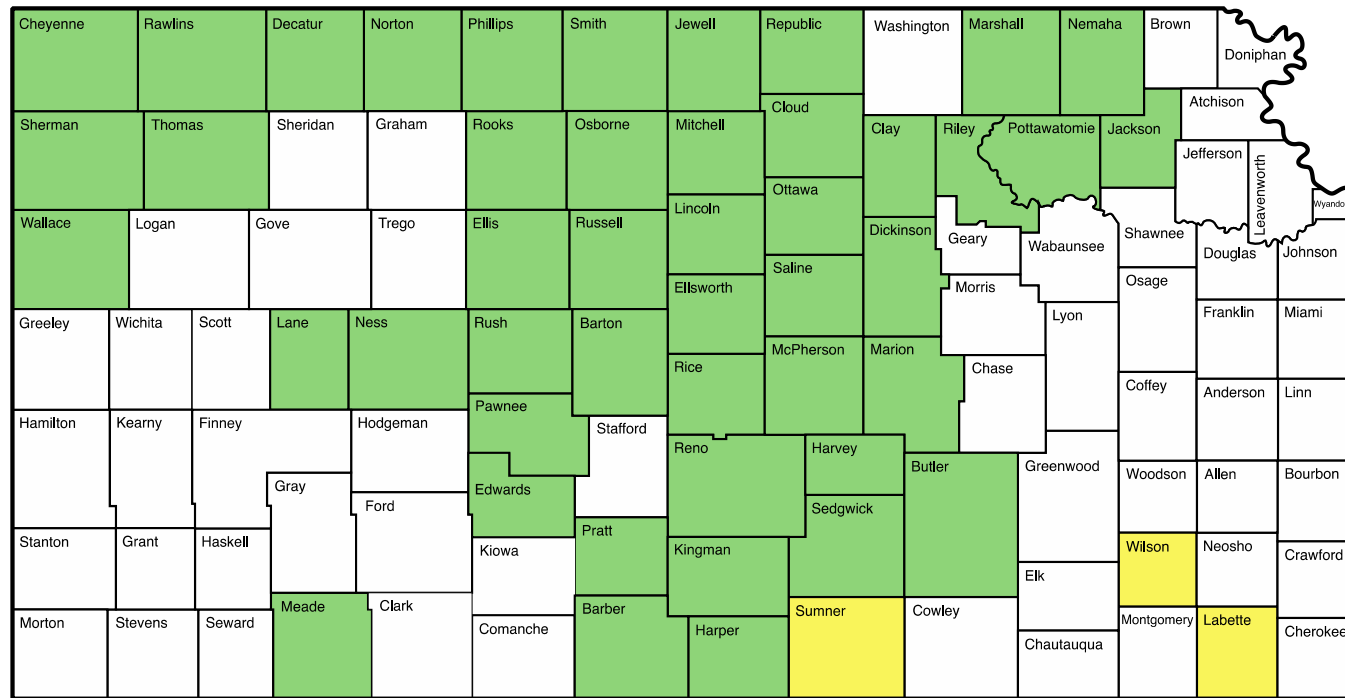 Cheyenne
Rawlins
Decatur
Norton
Phillips
Smith
Jewell
Republic
Washington
Marshall
Nemaha
Brown
Doniphan
Sherman
Thomas
Sheridan
Graham
Rooks
Osborne
Mitchell
Cloud
Clay
Riley
Pottawatomie
Jackson
Atchison
Jefferson
Leavenworth
Wyando
Wallace
Logan
Gove
Trego
Ellis
Russell
Lincoln
Ottawa
Dickinson
Geary
Wabaunsee
Shawnee
Douglas
Johnson
Greeley
Wichita
Scott
Lane
Ness
Rush
Barton
Ellsworth
Saline
Morris
Lyon
Osage
Franklin
Miami
Hamilton
Kearny
Finney
Hodgeman
Pawnee
Stafford
Rice
McPherson
Marion
Chase
Coffey
Anderson
Linn
Gray
Ford
Edwards
Reno
Harvey
Butler
Greenwood
Woodson
Allen
Bourbon
Stanton
Grant
Haskell
Kiowa
Pratt
Kingman
Sedgwick
Elk
Wilson
Neosho
Crawford
Morton
Stevens
Seward
Meade
Clark
Comanche
Barber
Harper
Sumner
Cowley
Chautauqua
Montgomery
Labette
Cherokee